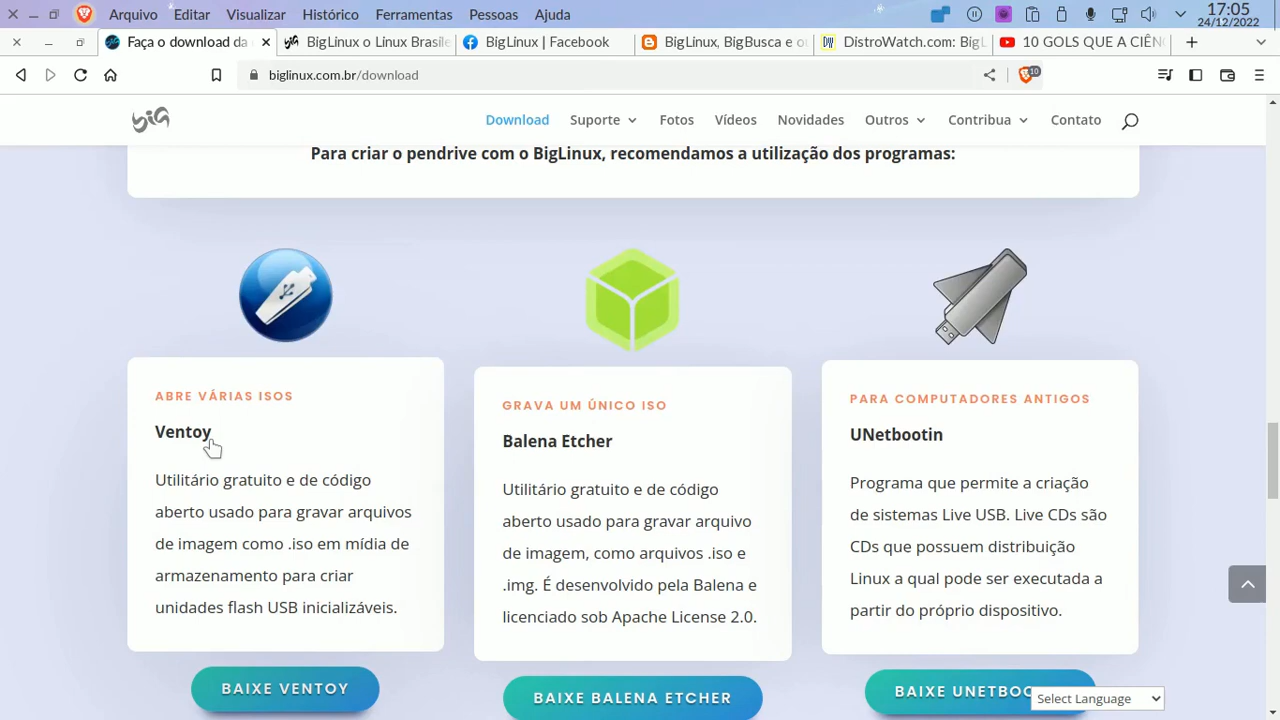 Arquivo Editar Visualizar Histórico Ferramentas Pessoas Ajuda 17:05
24/12/2022
Faça o download da BigLinux o Linux Brasile BigLinux | Facebook BigLinux, BigBusca e ou DistroWatch.com: BigL 10 GOLS QUE A CIÊN
biglinux.com.br/download 10
Download Suporte Fotos Vídeos Novidades Outros Contribua Contato
Para criar o pendrive com o BigLinux, recomendamos a utilização dos programas:
ABRE VÁRIAS ISOS
Ventoy
Utilitário gratuito e de código
aberto usado para gravar arquivos
de imagem como .iso em mídia de
armazenamento para criar
unidades flash USB inicializáveis.
BAIXE VENTOY
GRAVA UM ÚNICO ISO
Balena Etcher
Utilitário gratuito e de código
aberto usado para gravar arquivo
de imagem, como arquivos .iso e
.img. É desenvolvido pela Balena e
licenciado sob Apache License 2.0.
BAIXE BALENA ETCHER
PARA COMPUTADORES ANTIGOS
UNetbootin
Programa que permite a criação
de sistemas Live USB. Live CDs são
CDs que possuem distribuição
Linux a qual pode ser executada a
partir do próprio dispositivo.
BAIXE UNETBOO
Select Language